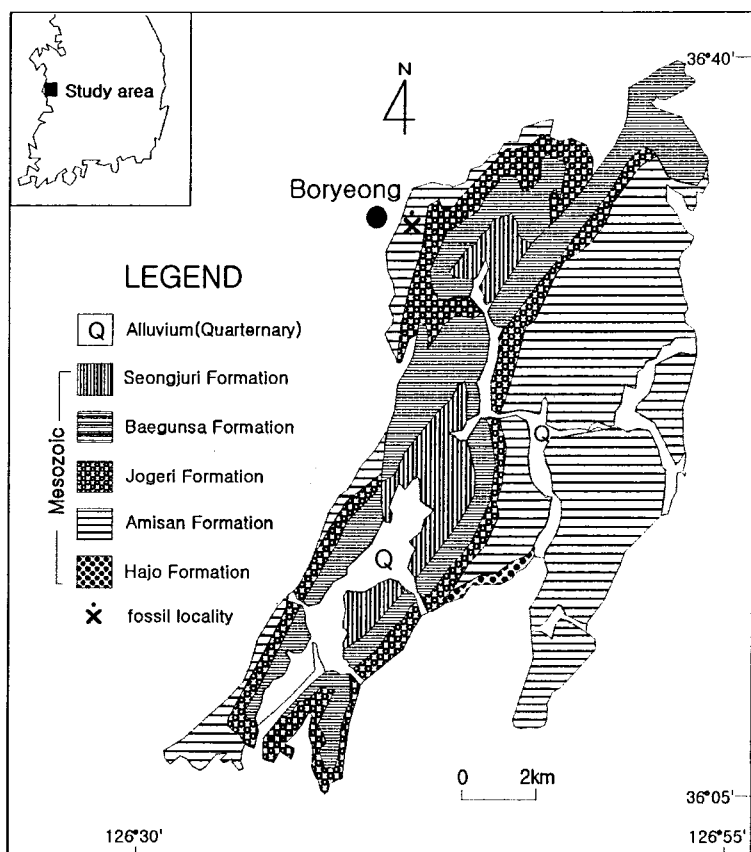 Study area
N
36°40'
Boryeong
LEGEND
Q Alluvium(Quarternary)
Seongjuri Formation
Baegunsa Formation
Jogeri Formation
Amisan Formation
Hajo Formation
Mesozoic
fossil locality
Q
Q
0 2km
36°05'
126°30' 126°55'